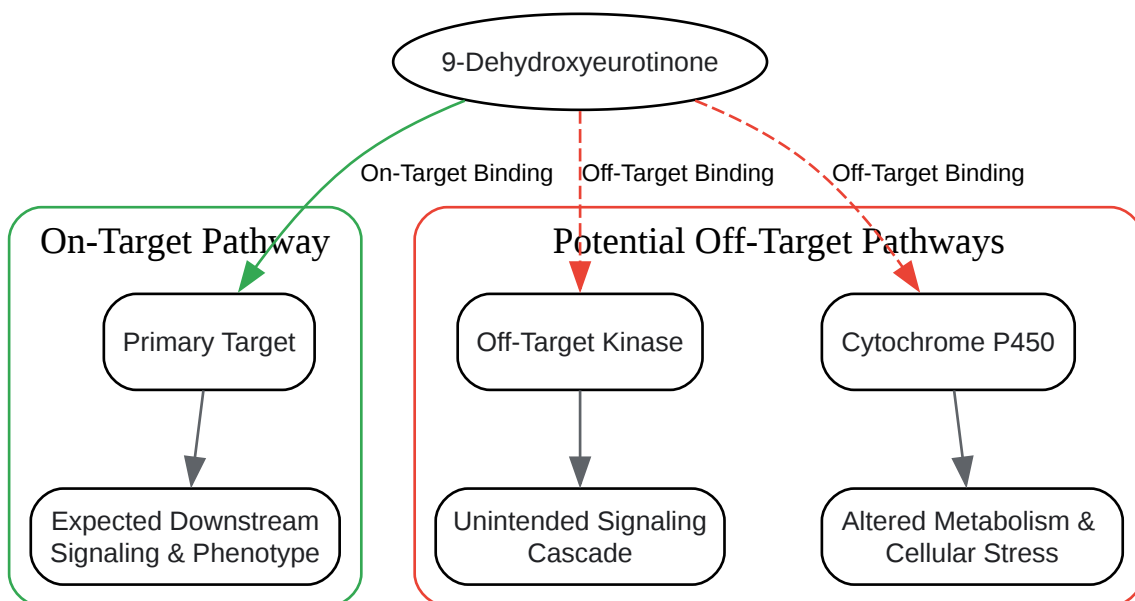 9-Dehydroxyeurotinone
On-Target Binding
Off-Target Binding
Off-Target Binding
On-Target Pathway
Potential Off-Target Pathways
Primary Target
Off-Target Kinase
Cytochrome P450
Expected Downstream
Signaling & Phenotype
Unintended Signaling
Cascade
Altered Metabolism &
Cellular Stress